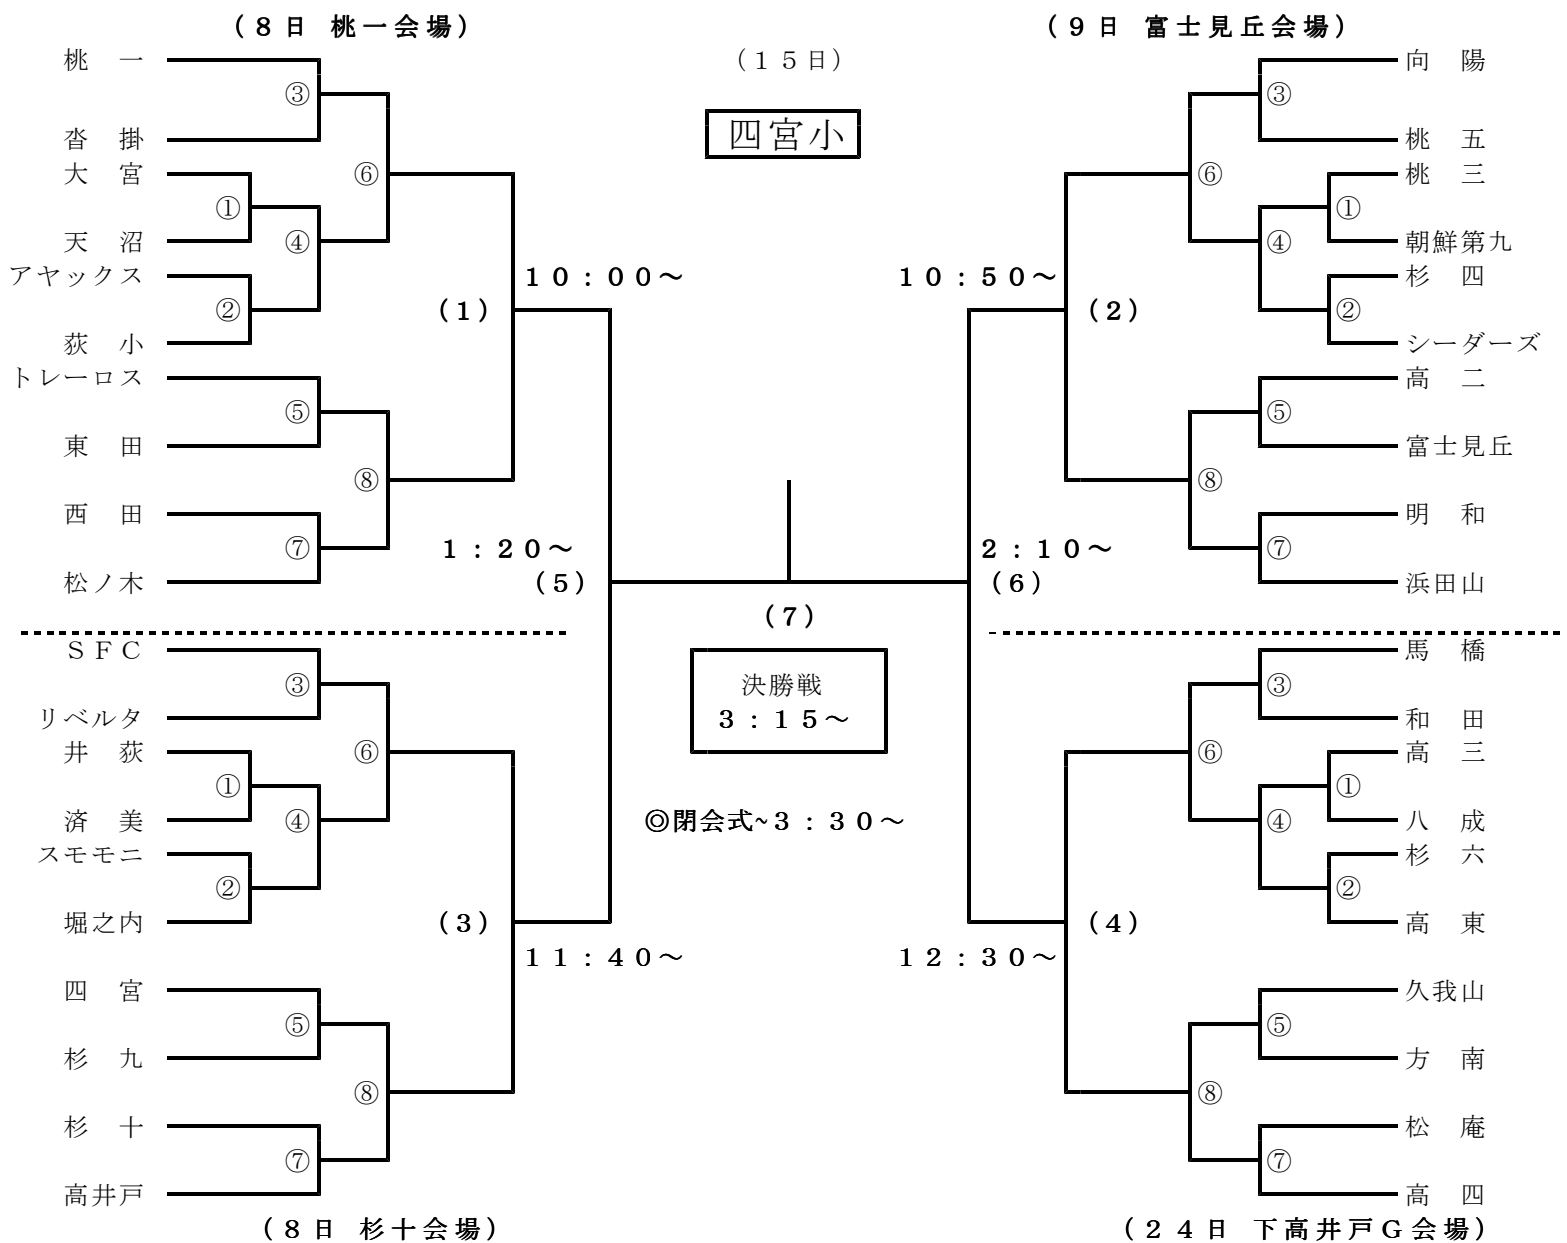 (８日 桃一会場)
(９日 富士見丘会場)
(１５日)
四宮小
桃　一
③
沓　掛
大　宮
⑥
①
天　沼
④
アヤックス
②
荻　小
トレーロス
⑤
東　田
⑧
西　田
⑦
松ノ木
(１)
１０：００～
１：２０～
(５)
向　陽
③
桃　五
桃　三
⑥
①
朝鮮第九
④
杉　四
②
シーダーズ
高　二
⑤
富士見丘
⑧
明　和
⑦
浜田山
１０：５０～
(２)
２：１０～
(６)
(７)
決勝戦
３：１５～
◎閉会式~３：３０～
ＳＦＣ
③
リベルタ
井　荻
⑥
①
済　美
④
スモモニ
②
堀之内
四　宮
⑤
杉　九
⑧
杉　十
⑦
高井戸
(３)
１１：４０～
馬　橋
③
和　田
高　三
⑥
①
八　成
④
杉　六
②
高　東
久我山
⑤
方　南
⑧
松　庵
⑦
高　四
(４)
１２：３０～
(８日 杉十会場)
(２４日 下高井戸Ｇ会場)